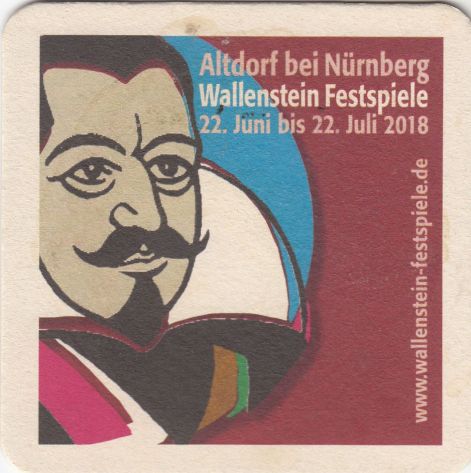 Altdorf bei Nürnberg
Wallenstein Festspiele
22. Juni bis 22. Juli 2018
www.wallenstein-festspiele.de